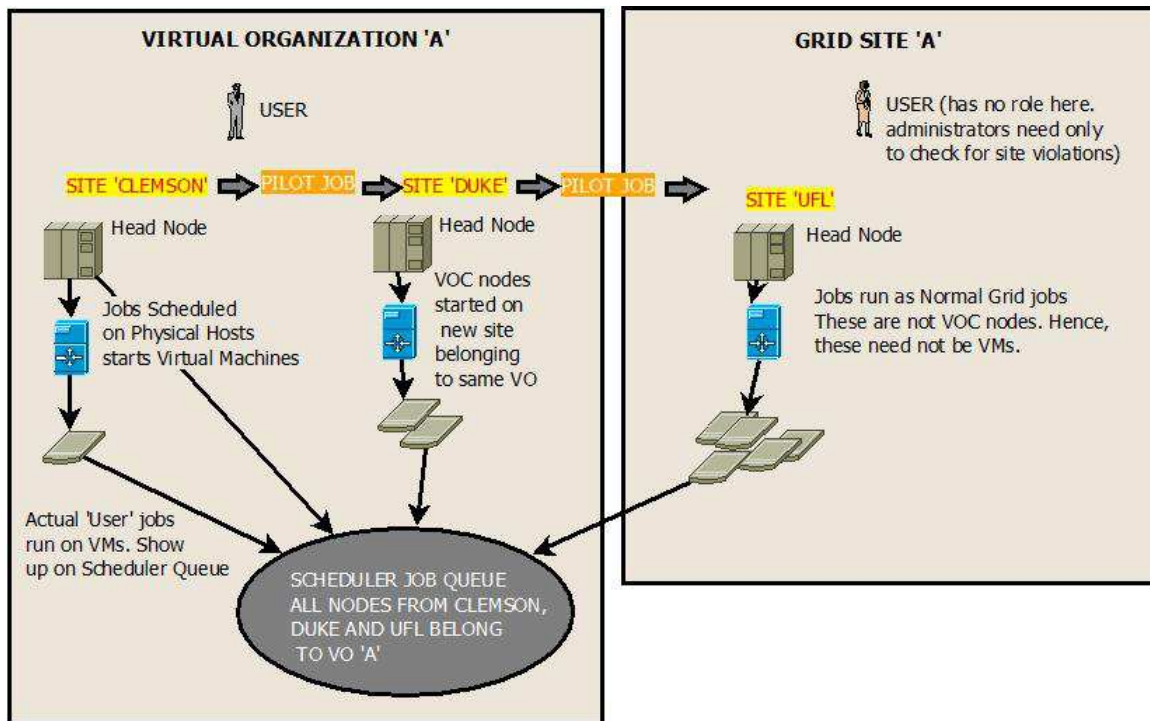 VIRTUAL ORGANIZATION 'A'
USER
SITE 'CLEMSON'
PILOT JOB
SITE 'DUKE'
PILOT JOB
Head Node
Jobs Scheduled
on Physical Hosts
starts Virtual Machines
Head Node
VOC nodes
started on
new site
belonging
to same VO
Actual 'User' jobs
run on VMs. Show
up on Scheduler Queue
SCHEDULER JOB QUEUE
ALL NODES FROM CLEMSON,
DUKE AND UFL BELONG
TO VO 'A'
GRID SITE 'A'
USER (has no role here.
administrators need only
to check for site violations)
SITE 'UFL'
Head Node
Jobs run as Normal Grid jobs
These are not VOC nodes. Hence,
these need not be VMs.